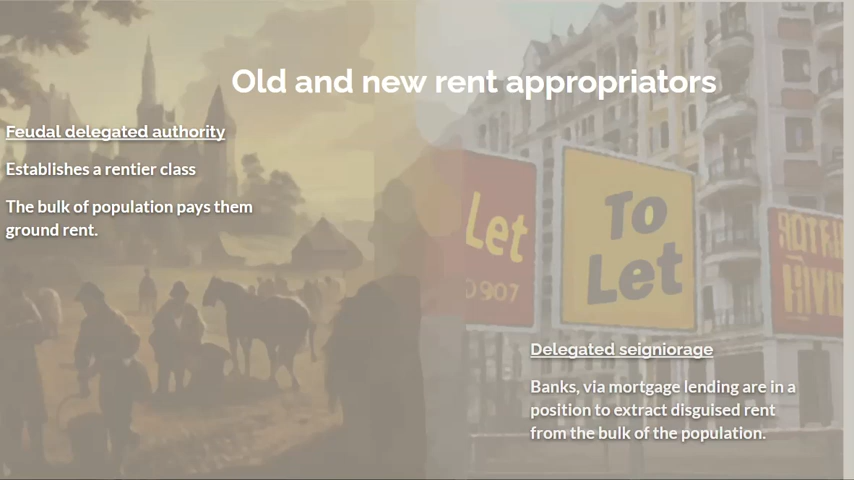 Old and new rent appropriators
Feudal delegated authority
Establishes a rentier class
The bulk of population pays them
ground rent.
Let
0907
To
Let
Delegated seigniorage
Banks, via mortgage lending are in a
position to extract disguised rent
from the bulk of the population.